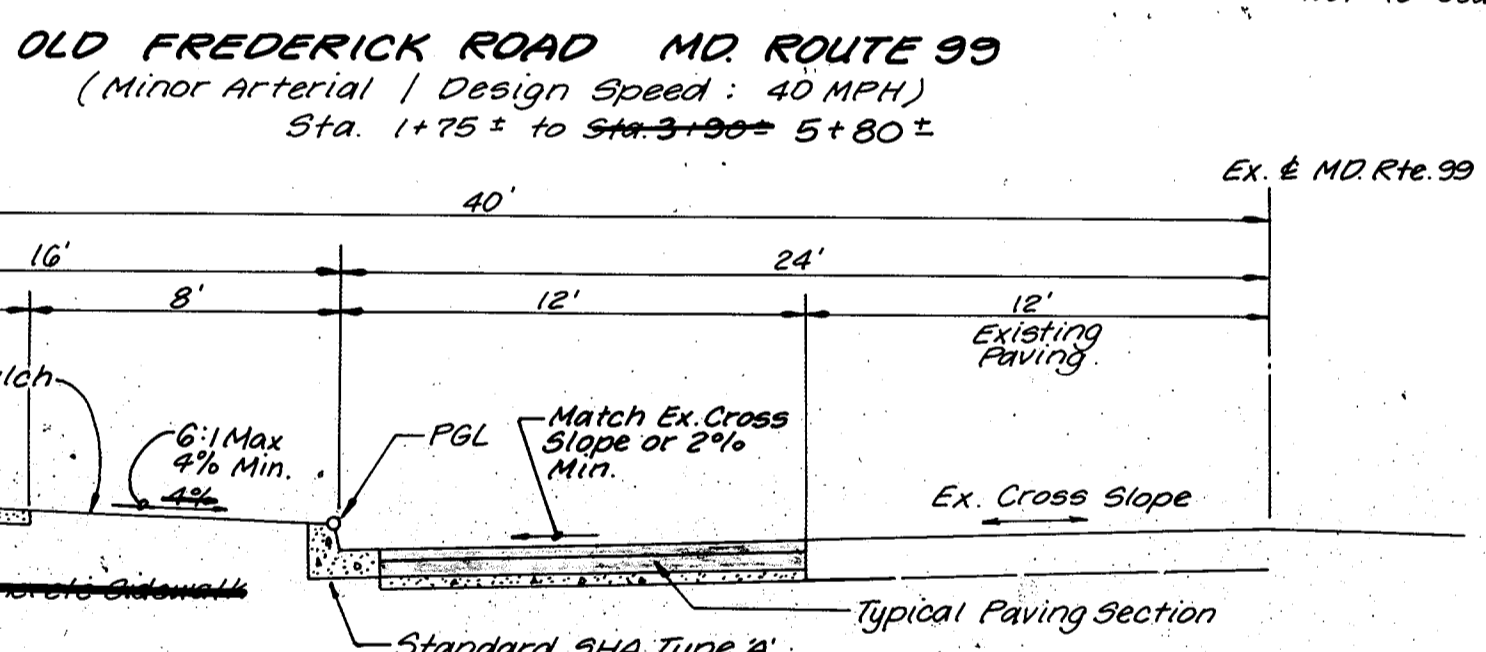 OLD FREDERICK ROAD MD. ROUTE 99
(Minor Arterial / Design Speed : 40 MPH)
Sta. 1+75 ± to Sta. 3+90± 5+80 ±
Ex. ℄ MD. Rte. 99
40'
16'
24'
8'
12'
12'
Existing
Paving.
6:1 Max
4% Min.
4%
PGL
Match Ex. Cross
Slope or 2%
Min.
Ex. Cross Slope
Sidewalk
Typical Paving Section
Standard SHA Type 'A'